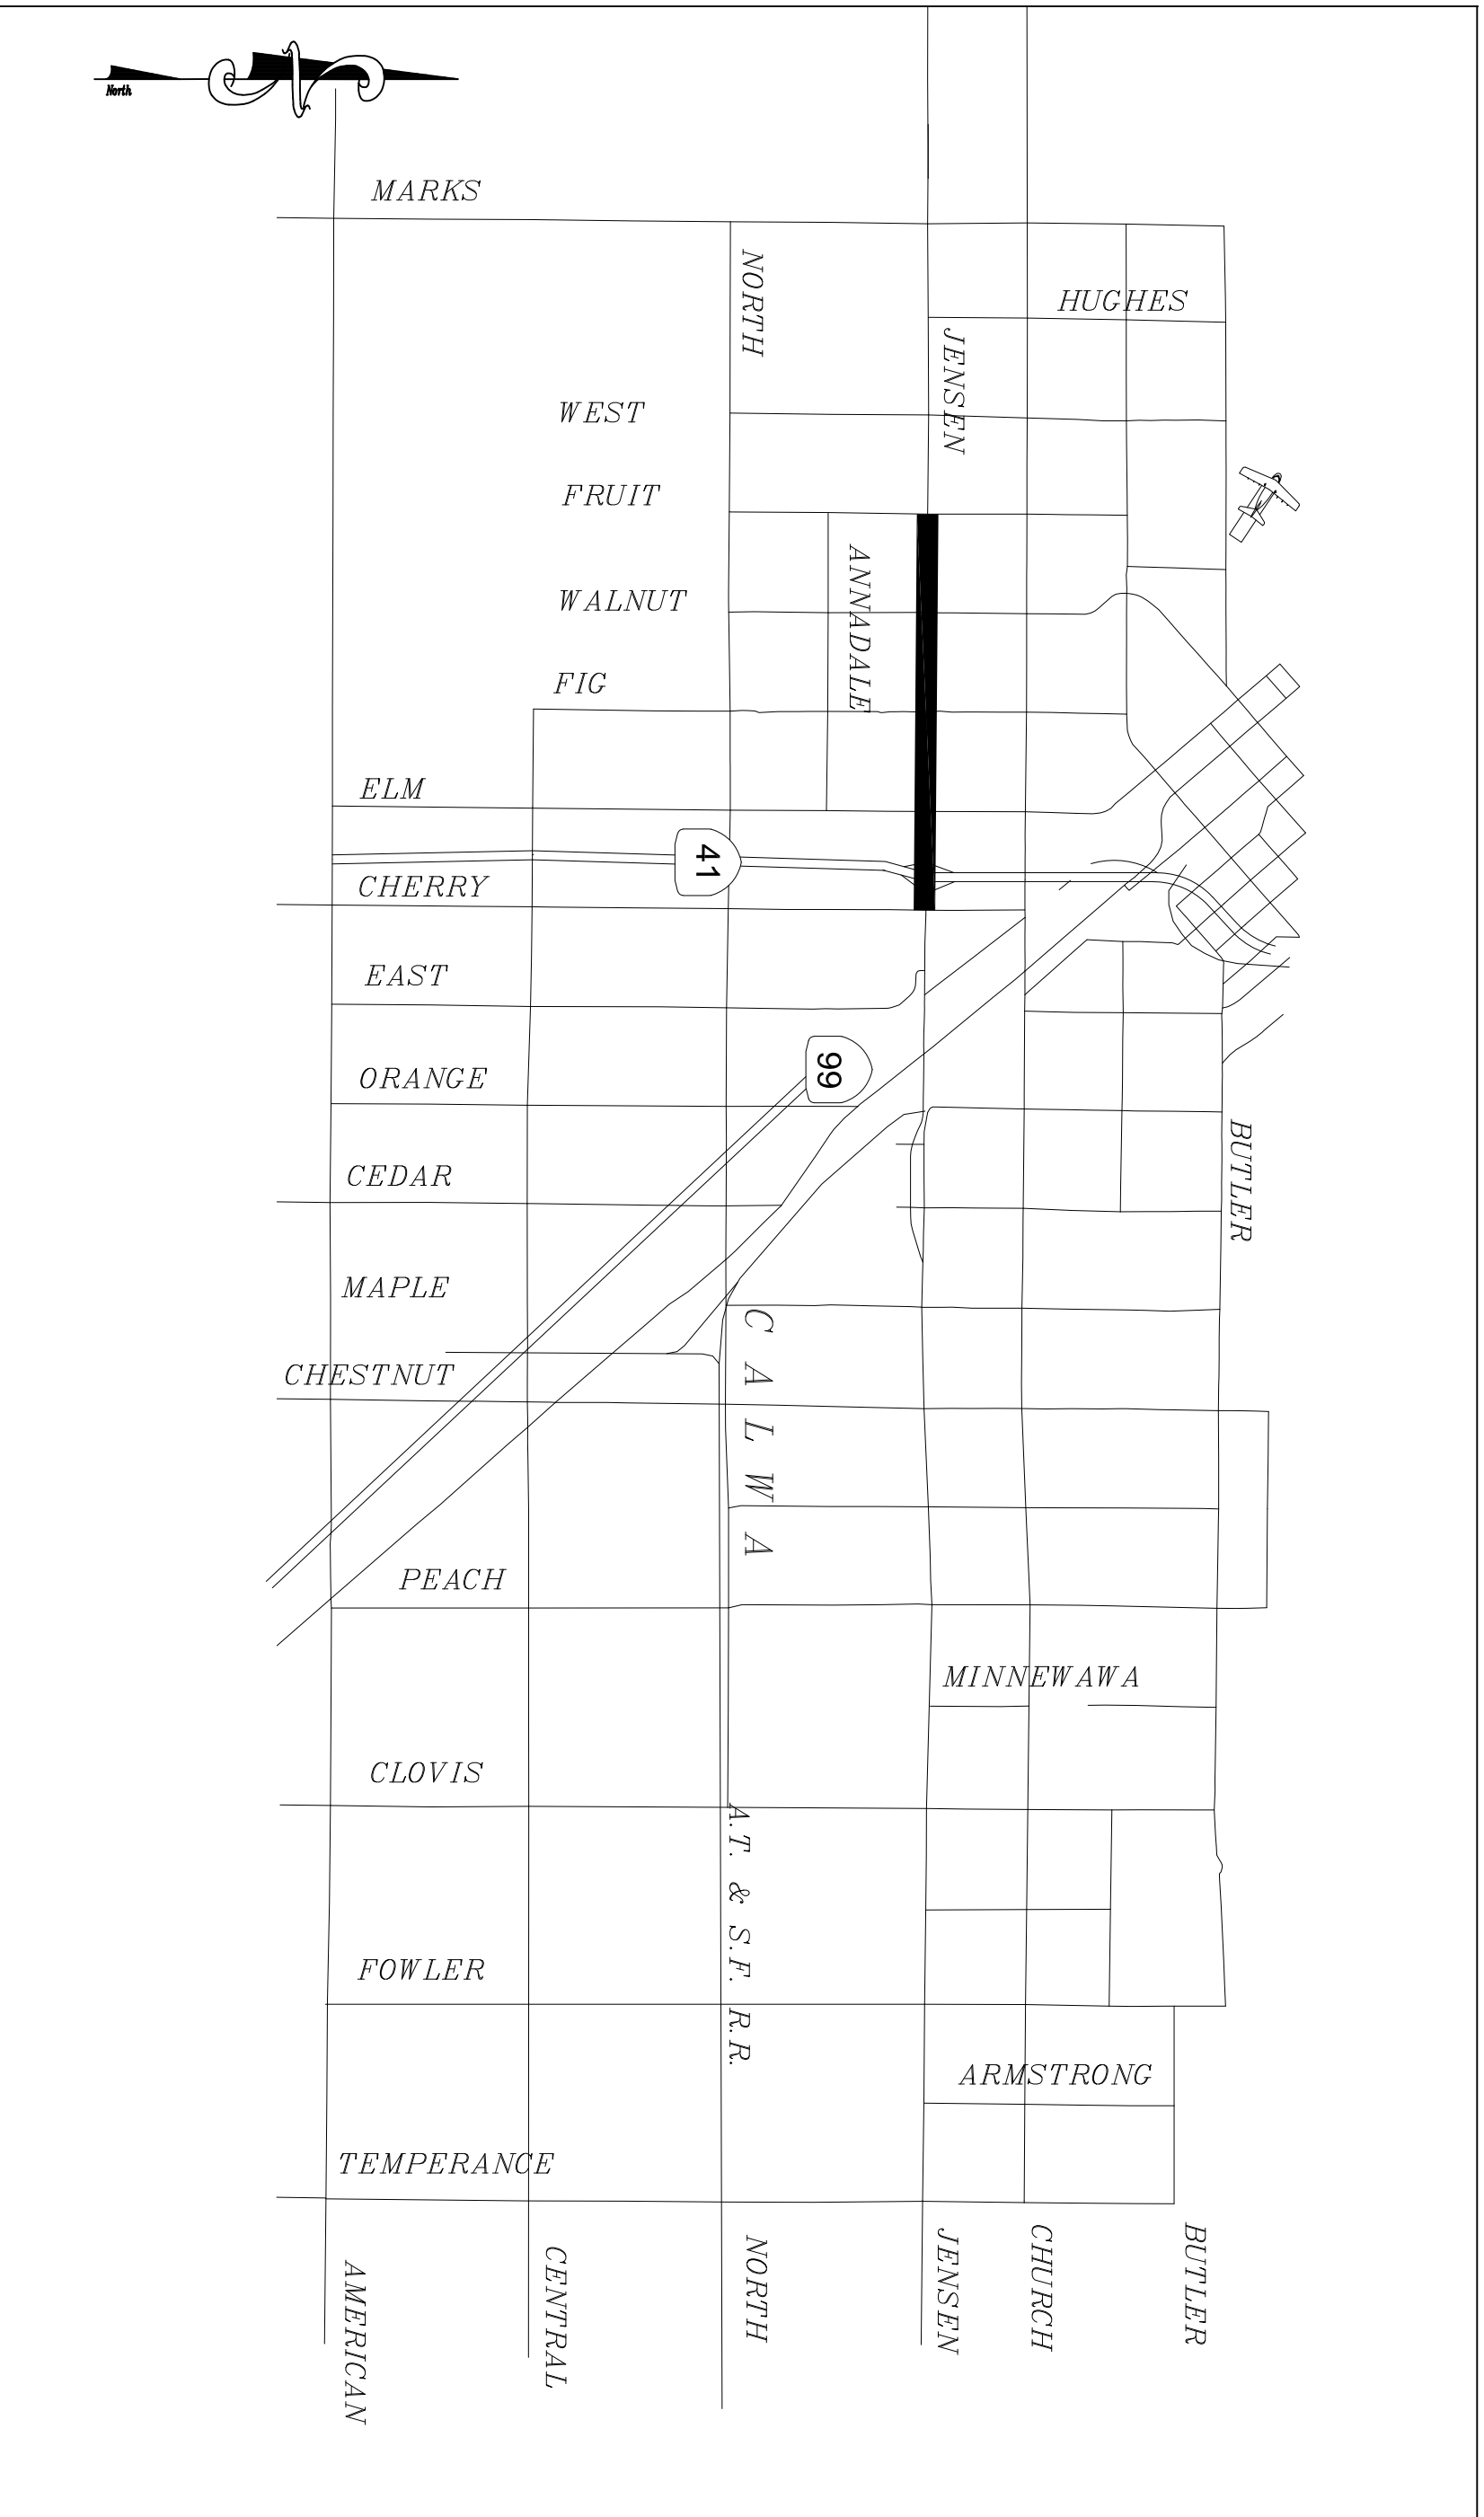 North
N
MARKS
NORTH
HUGHES
JENSEN
WEST
FRUIT
ANNADALE
WALNUT
FIG
ELM
41
CHERRY
EAST
99
ORANGE
BUTLER
CEDAR
MAPLE
CALWA
CHESTNUT
PEACH
MINNEWAWA
CLOVIS
A.T. & S.F. R.R.
FOWLER
ARMSTRONG
TEMPERANCE
AMERICAN
CENTRAL
NORTH
JENSEN
CHURCH
BUTLER